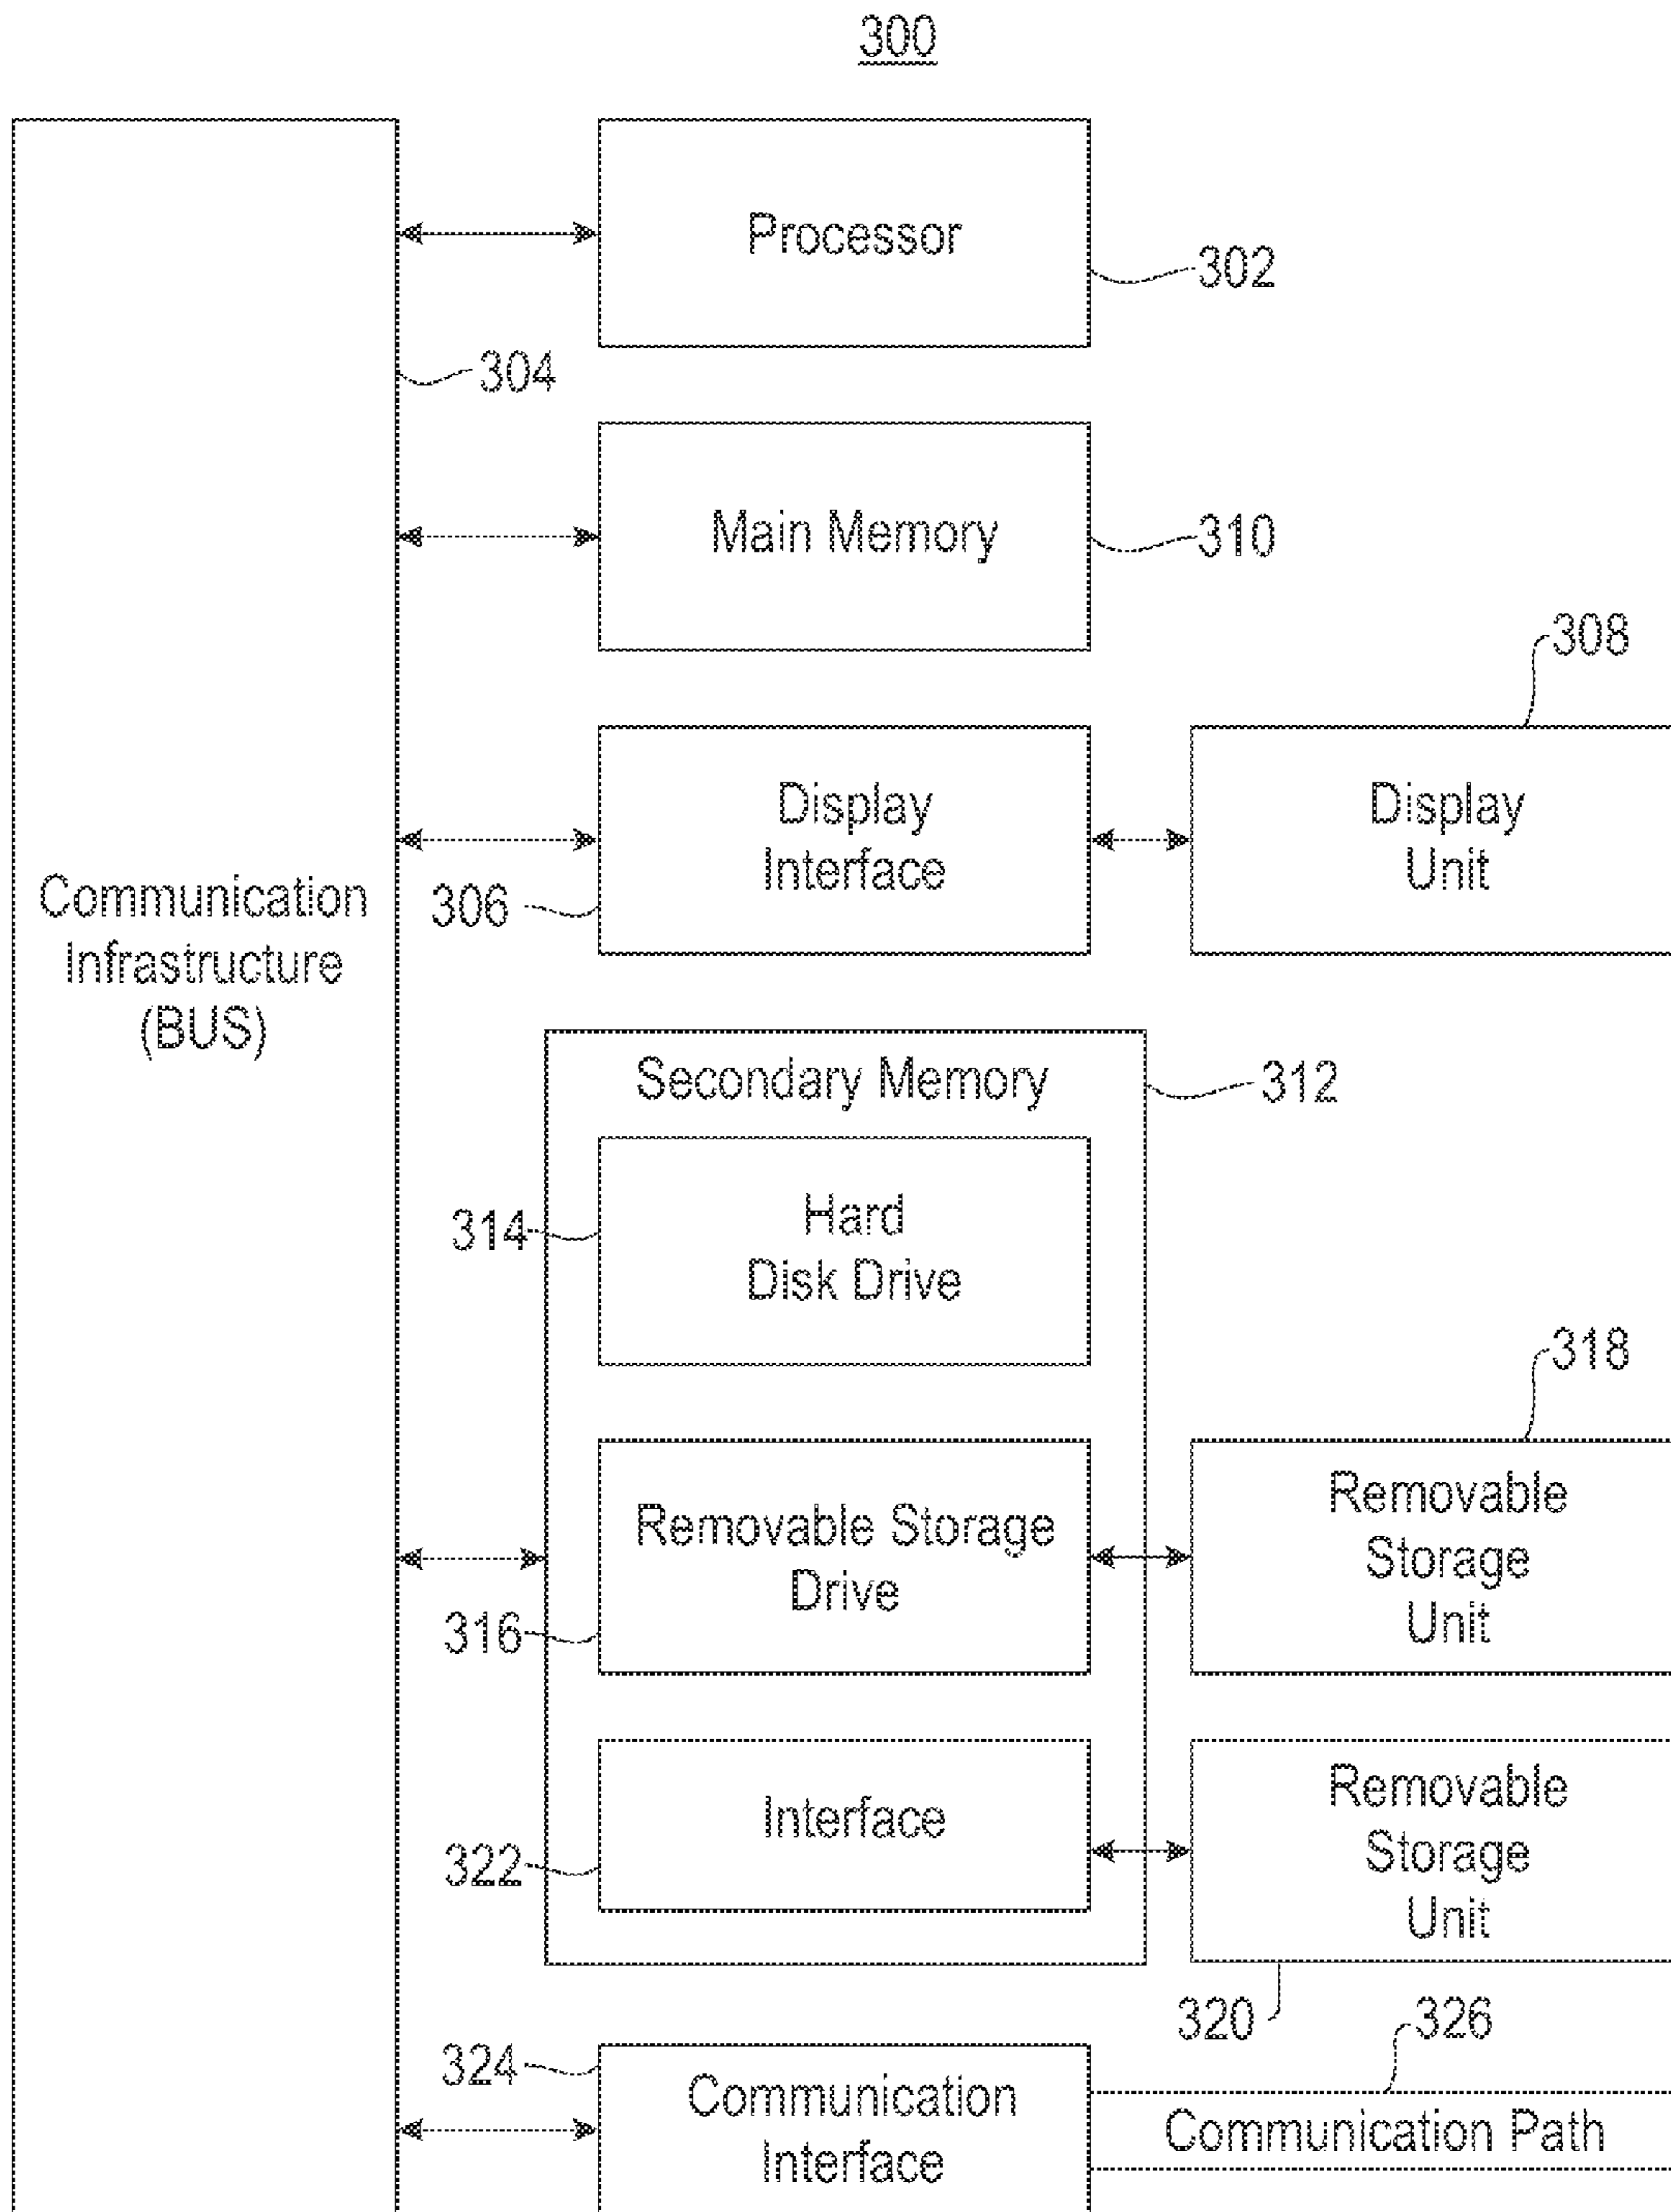 300
Processor
302
304
Main Memory
310
308
Display
Interface
306
Display
Unit
Communication
Infrastructure
(BUS)
Secondary Memory
312
Hard
Disk Drive
314
318
Removable Storage
Drive
316
Removable
Storage
Unit
Interface
322
Removable
Storage
Unit
320
326
324
Communication
Interface
Communication Path